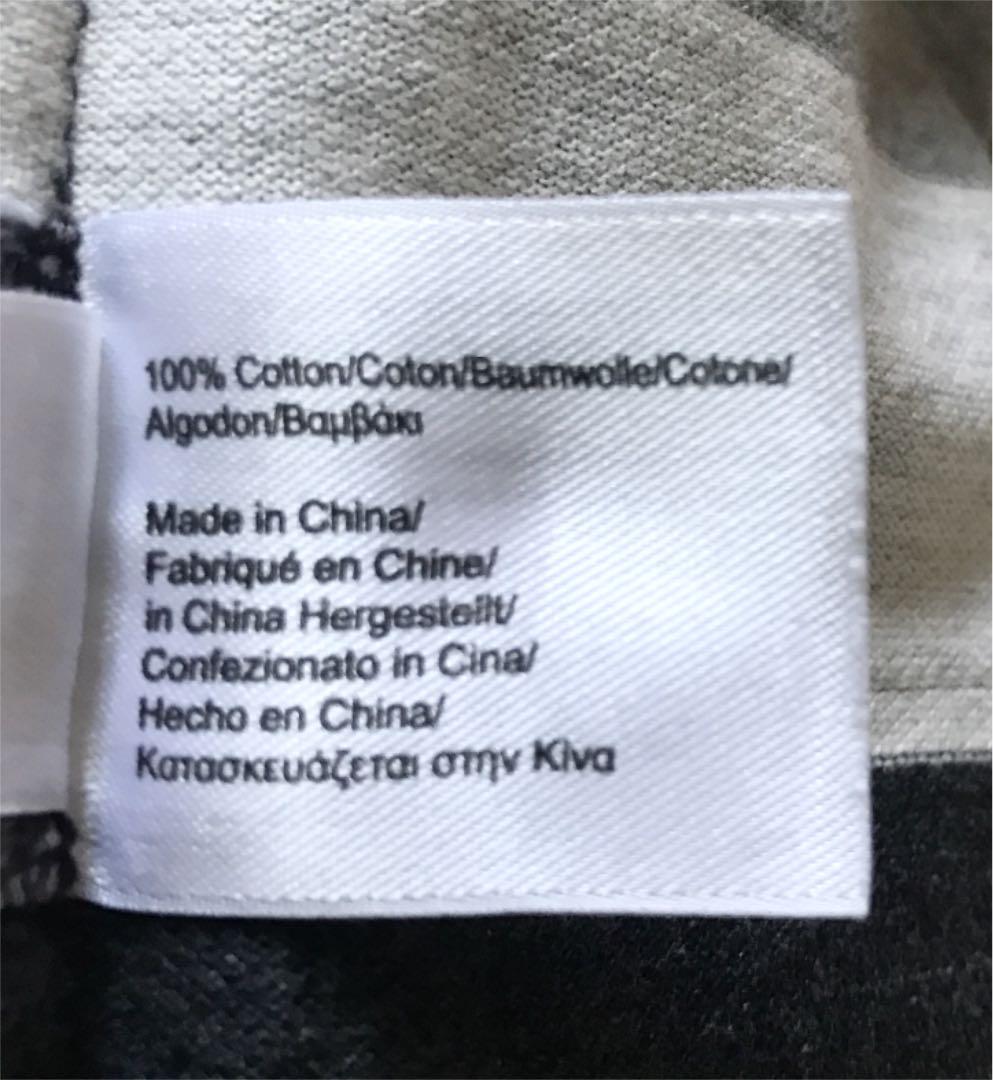 100% Cotton/Coton/Baumwolle/Cotone/
Algodon/Βαμβάκι
Made in China/
Fabriqué en Chine/
in China Hergestellt/
Confezionato in Cina/
Hecho en China/
Κατασκευάζεται στην Κίνα